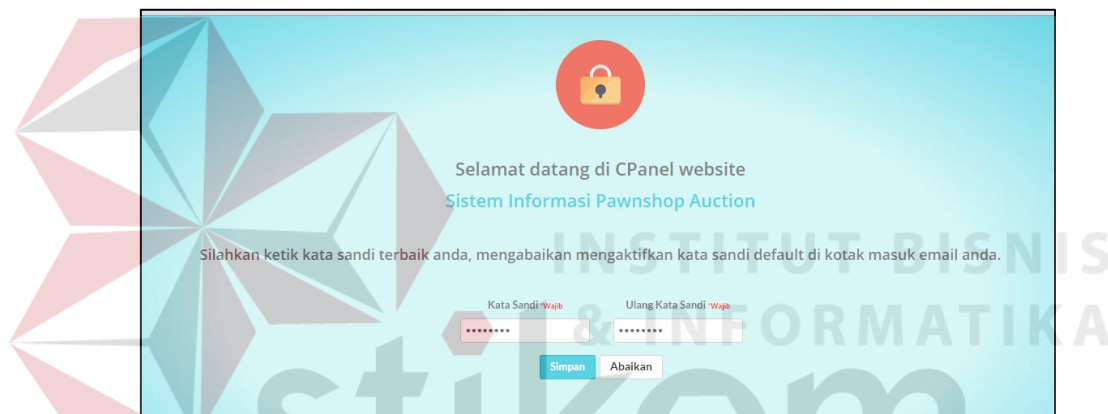 Selamat datang di CPanel website
Sistem Informasi Pawnshop Auction
Silahkan ketik kata sandi terbaik anda, mengabaikan mengaktifkan kata sandi default di kotak masuk email anda.
INSTITUT BISNIS
Kata Sandi *Wajib Ulang Kata Sandi *Wajib
& INFORMATIKA
•••••••• ••••••••
Simpan Abaikan
stikom